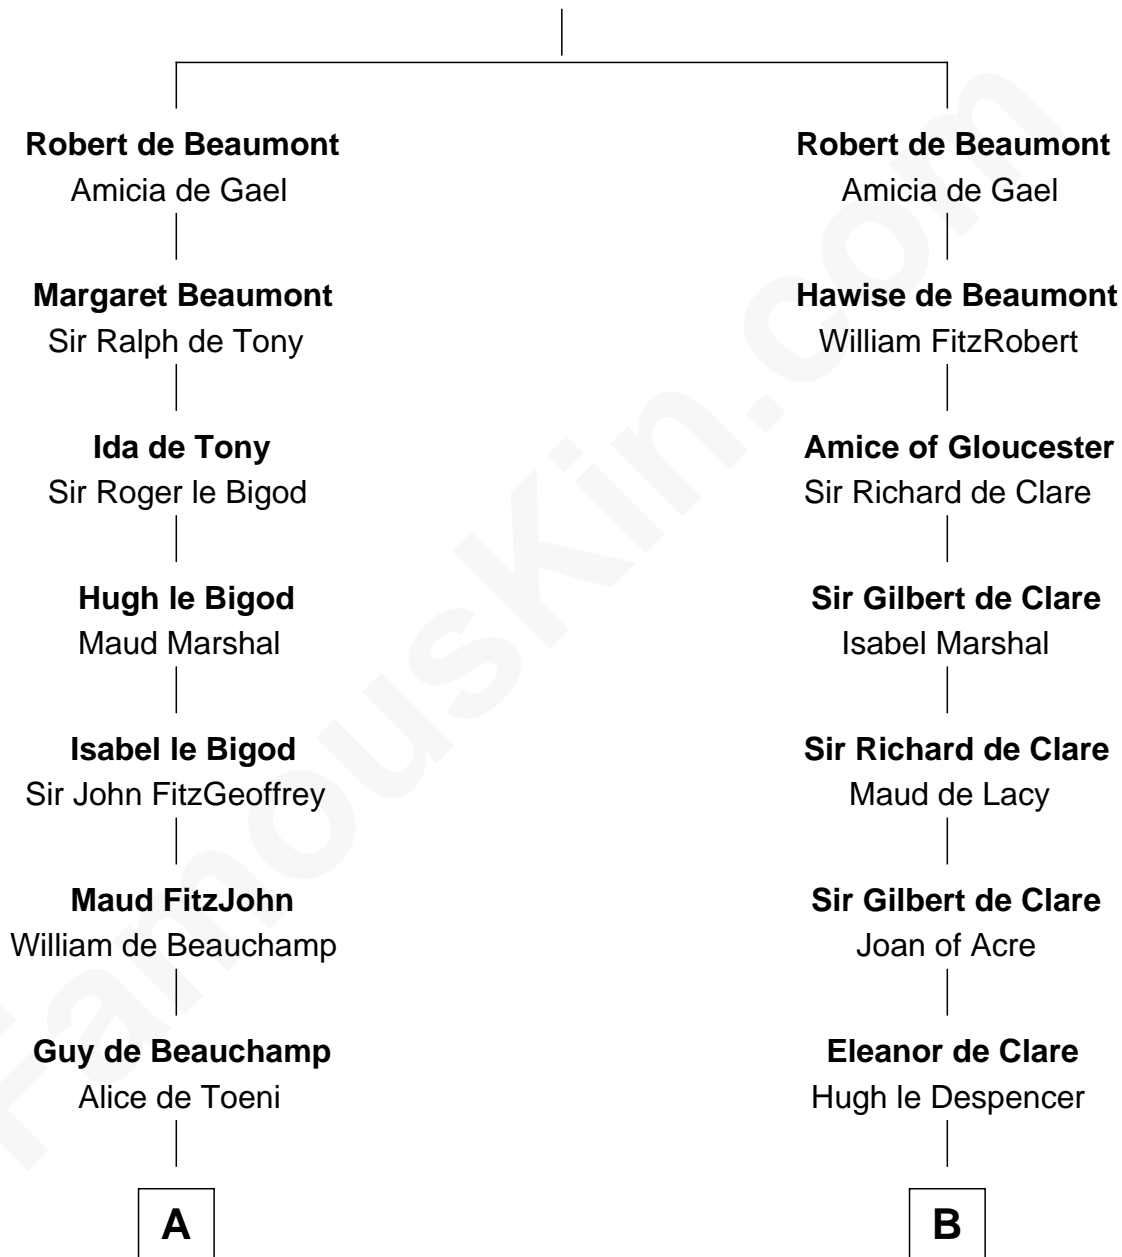 Robert de Beaumont
Amicia de Gael
Margaret Beaumont
Sir Ralph de Tony
Ida de Tony
Sir Roger le Bigod
Hugh le Bigod
Maud Marshal
Isabel le Bigod
Sir John FitzGeoffrey
Maud FitzJohn
William de Beauchamp
Guy de Beauchamp
Alice de Toeni
A
Robert de Beaumont
Amicia de Gael
Hawise de Beaumont
William FitzRobert
Amice of Gloucester
Sir Richard de Clare
Sir Gilbert de Clare
Isabel Marshal
Sir Richard de Clare
Maud de Lacy
Sir Gilbert de Clare
Joan of Acre
Eleanor de Clare
Hugh le Despencer
B
FamousKin.com